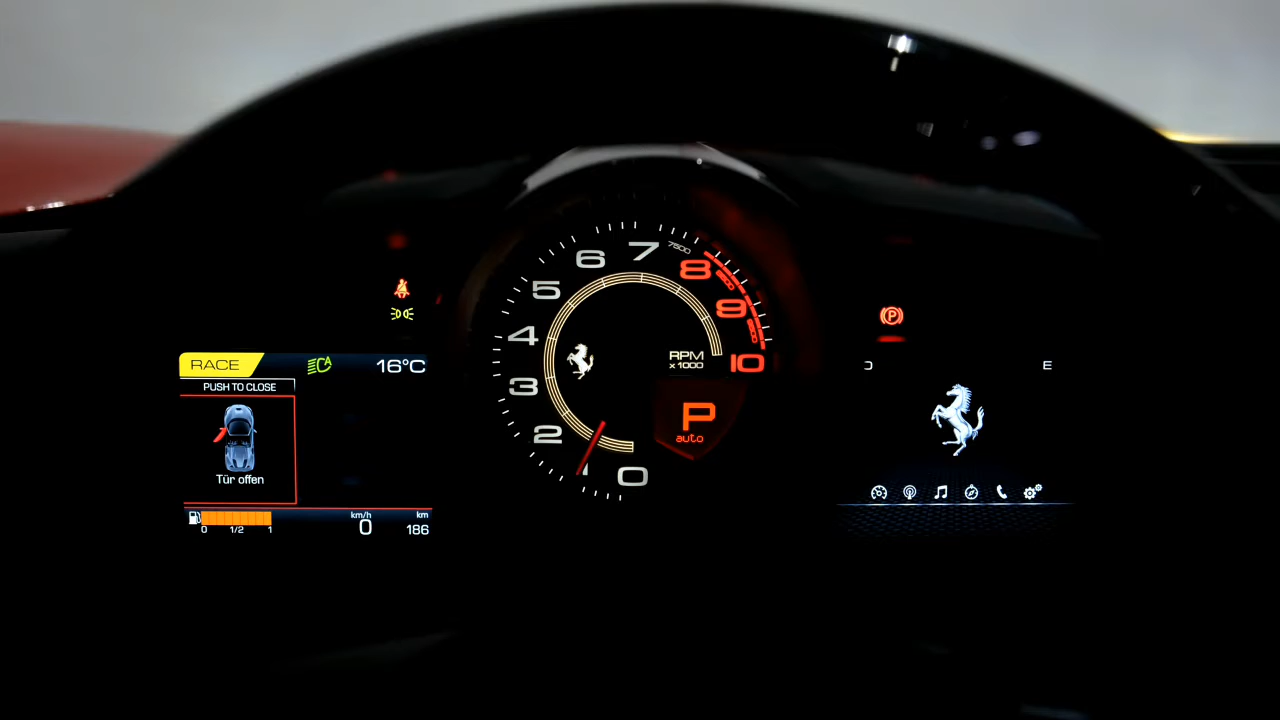 RACE
A
16°C
PUSH TO CLOSE
Tür offen
0 1/2 1
km/h
0
km
186
0
2
3
4
5
6
7
7500
8
9
10
RPM
x1000
P
auto
P
E